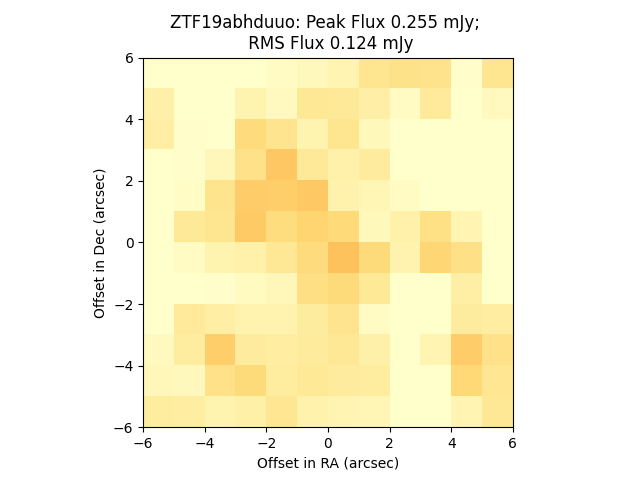 ZTF19abhduuo: Peak Flux 0.255 mJy;
RMS Flux 0.124 mJy
6
4
2
0
−2
−4
−6
Offset in Dec (arcsec)
−6 −4 −2 0 2 4 6
Offset in RA (arcsec)